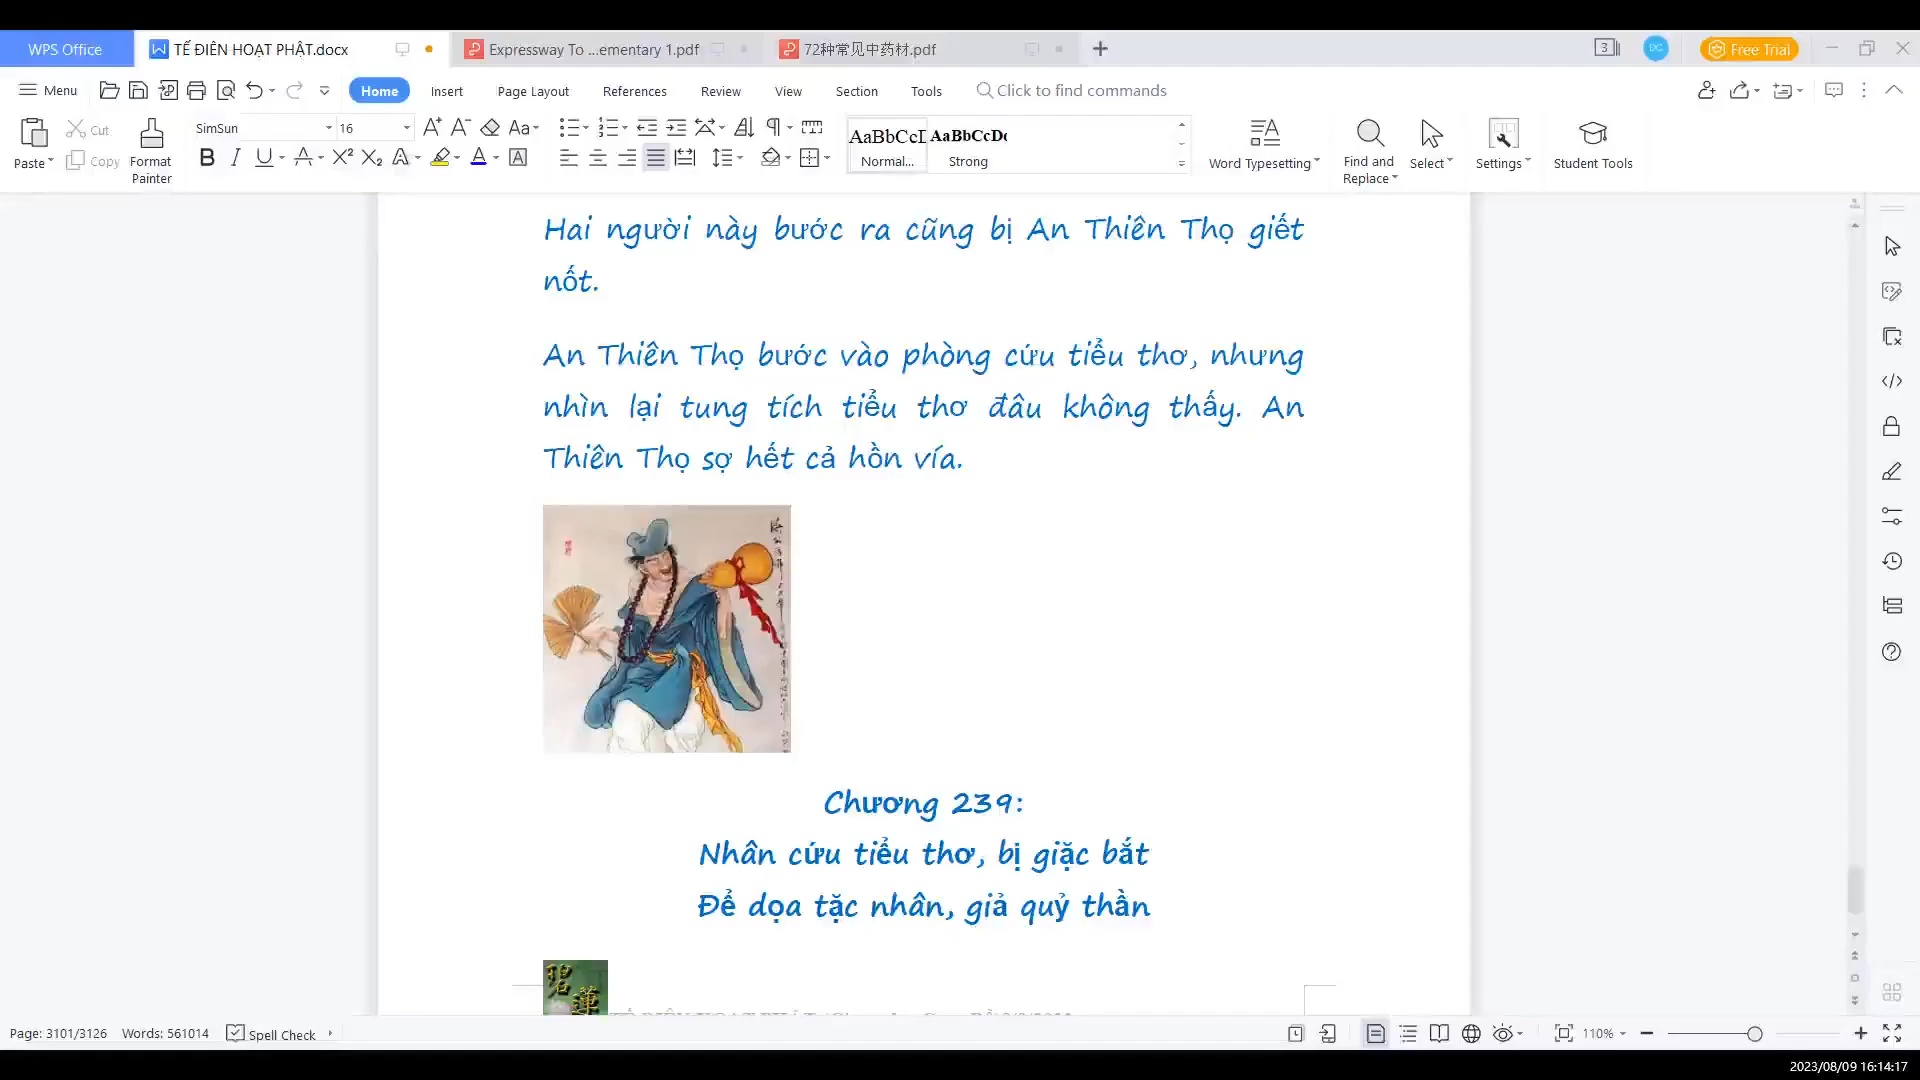 WPS Office
TẾ ĐIÊN HOẠT PHẬT.docx
Expressway To ...ementary 1.pdf
72种常见中药材.pdf
3
DC
Free Trial
Menu
Home
Insert
Page Layout
References
Review
View
Section
Tools
Click to find commands
Paste
Cut
Copy
Format
Painter
SimSun
16
AaBbCcD
Normal...
AaBbCcDc
Strong
Word Typesetting
Find and
Replace
Select
Settings
Student Tools
Hai người này bước ra cũng bị An Thiên Thọ giết
nốt.
An Thiên Thọ bước vào phòng cứu tiểu thơ, nhưng
nhìn lại tung tích tiểu thơ đâu không thấy. An
Thiên Thọ sợ hết cả hồn vía.
Chương 239:
Nhân cứu tiểu thơ, bị giặc bắt
Để dọa tặc nhân, giả quỷ thần
碧
蓮
Page: 3101/3126
Words: 561014
Spell Check
110%
2023/08/09 16:14:17